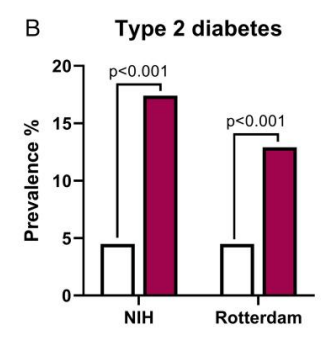 B
Type 2 diabetes
Prevalence %
20
15
10
5
0
p<0.001
p<0.001
NIH
Rotterdam